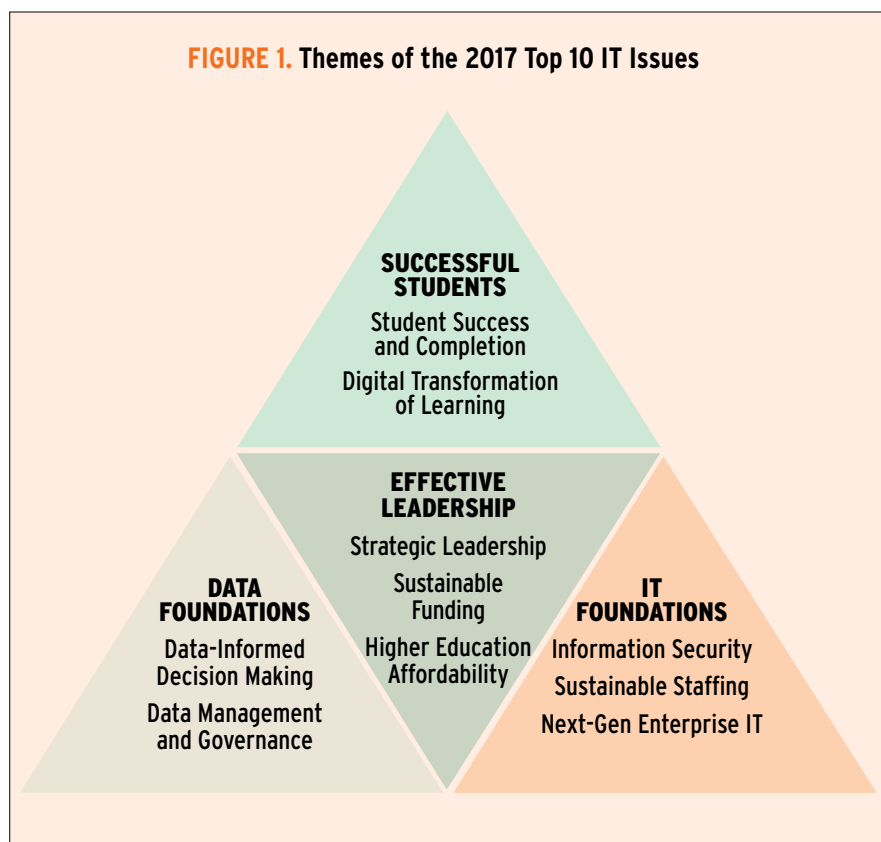 FIGURE 1. Themes of the 2017 Top 10 IT Issues
SUCCESSFUL
STUDENTS
Student Success
and Completion
Digital Transformation
of Learning
EFFECTIVE
LEADERSHIP
Strategic Leadership
Sustainable
Funding
Higher Education
Affordability
DATA
FOUNDATIONS
Data-Informed
Decision Making
Data Management
and Governance
IT
FOUNDATIONS
Information Security
Sustainable Staffing
Next-Gen Enterprise IT